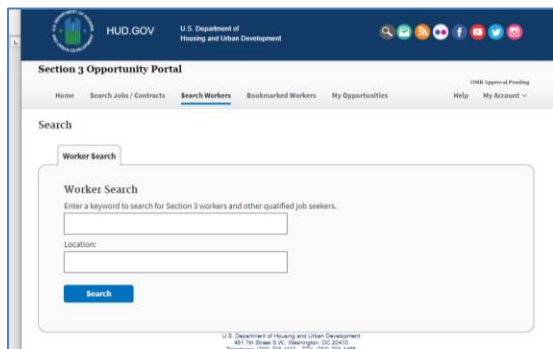 HUD.GOV
U.S. Department of
Housing and Urban Development
Section 3 Opportunity Portal
OMB Approval Pending
Home Search Jobs / Contracts Search Workers Bookmarked Workers My Opportunities Help My Account
Search
Worker Search
Worker Search
Enter a keyword to search for Section 3 workers and other qualified job seekers.
Location:
Search
U.S. Department of Housing and Urban Development
451 7th Street S.W., Washington, DC 20410